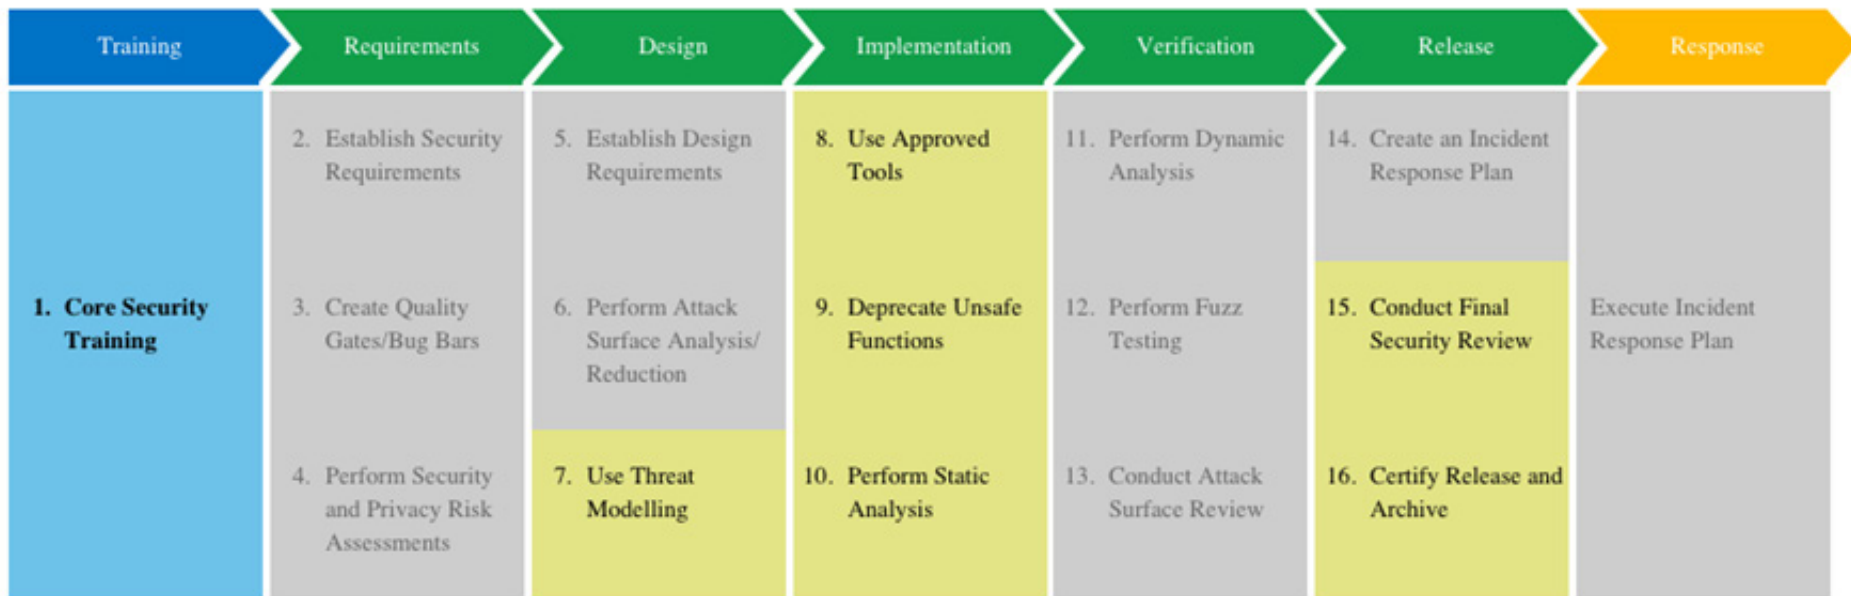 Training
Requirements
Design
Implementation
Verification
Release
Response
1. Core Security
Training
2. Establish Security
Requirements
3. Create Quality
Gates/Bug Bars
4. Perform Security
and Privacy Risk
Assessments
5. Establish Design
Requirements
6. Perform Attack
Surface Analysis/
Reduction
7. Use Threat
Modelling
8. Use Approved
Tools
9. Deprecate Unsafe
Functions
10. Perform Static
Analysis
11. Perform Dynamic
Analysis
12. Perform Fuzz
Testing
13. Conduct Attack
Surface Review
14. Create an Incident
Response Plan
15. Conduct Final
Security Review
16. Certify Release and
Archive
Execute Incident
Response Plan